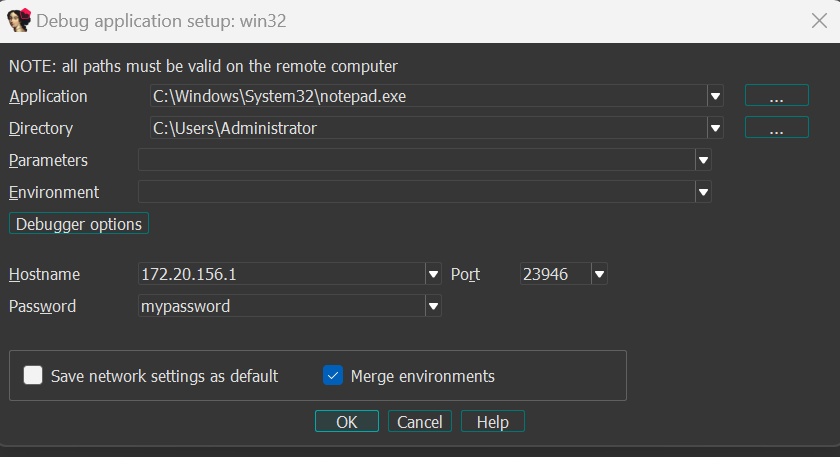 Debug application setup: win32
NOTE: all paths must be valid on the remote computer
Application C:\Windows\System32\notepad.exe ...
Directory C:\Users\Administrator ...
Parameters
Environment
Debugger options
Hostname 172.20.156.1 Port 23946
Password mypassword
Save network settings as default Merge environments
OK Cancel Help